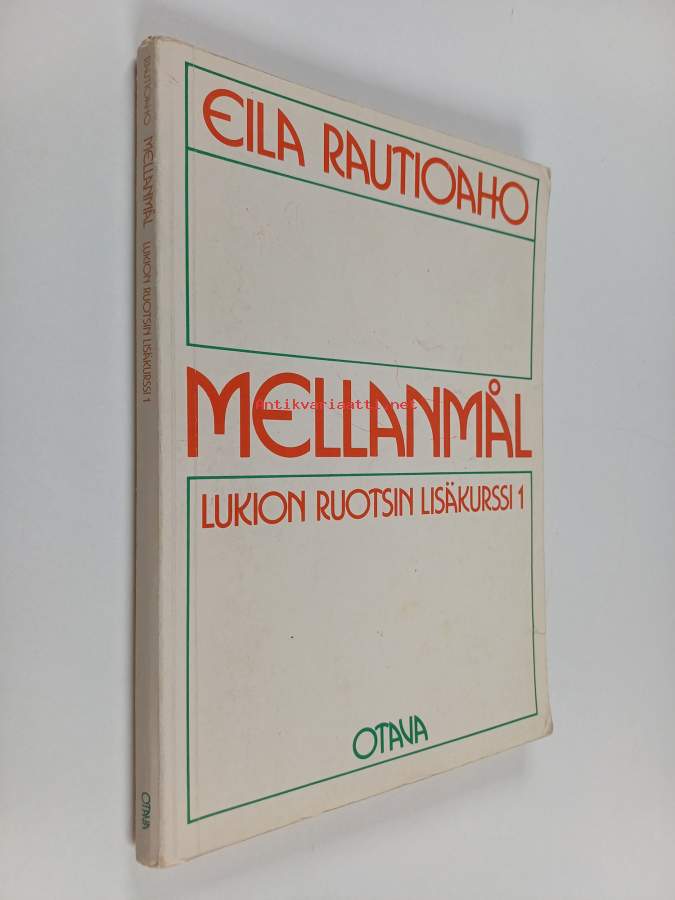 EILA RAUTIOAHO
MELLANMÅL
Antikvariaatti.net
LUKION RUOTSIN LISÄKURSSI 1
OTAVA
RAUTIOAHO MELLANMÅL LUKION RUOTSIN LISÄKURSSI 1 OTAVA